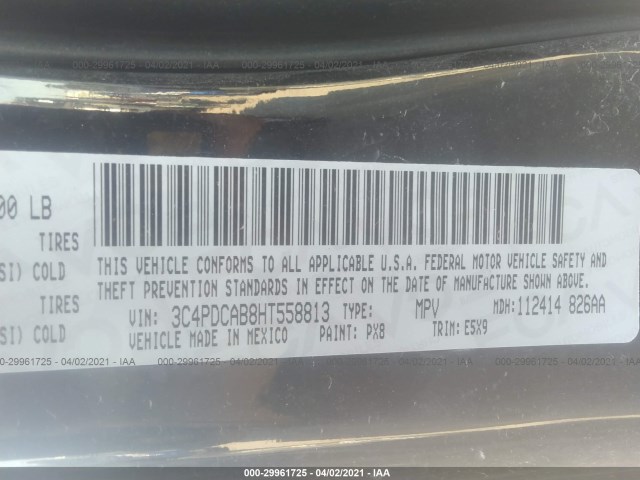 000-29961725 - 04/02/2021 - IAA
00 LB
TIRES
SI) COLD
TIRES
SI) COLD
THIS VEHICLE CONFORMS TO ALL APPLICABLE U.S.A. FEDERAL MOTOR VEHICLE SAFETY AND
THEFT PREVENTION STANDARDS IN EFFECT ON THE DATE OF MANUFACTURE SHOWN ABOVE.
VIN: 3C4PDCAB8HT558813 TYPE: MPV MDH: 112414 826AA
VEHICLE MADE IN MEXICO PAINT: PX8 TRIM: E5X9
000-29961725 - 04/02/2021 - IAA